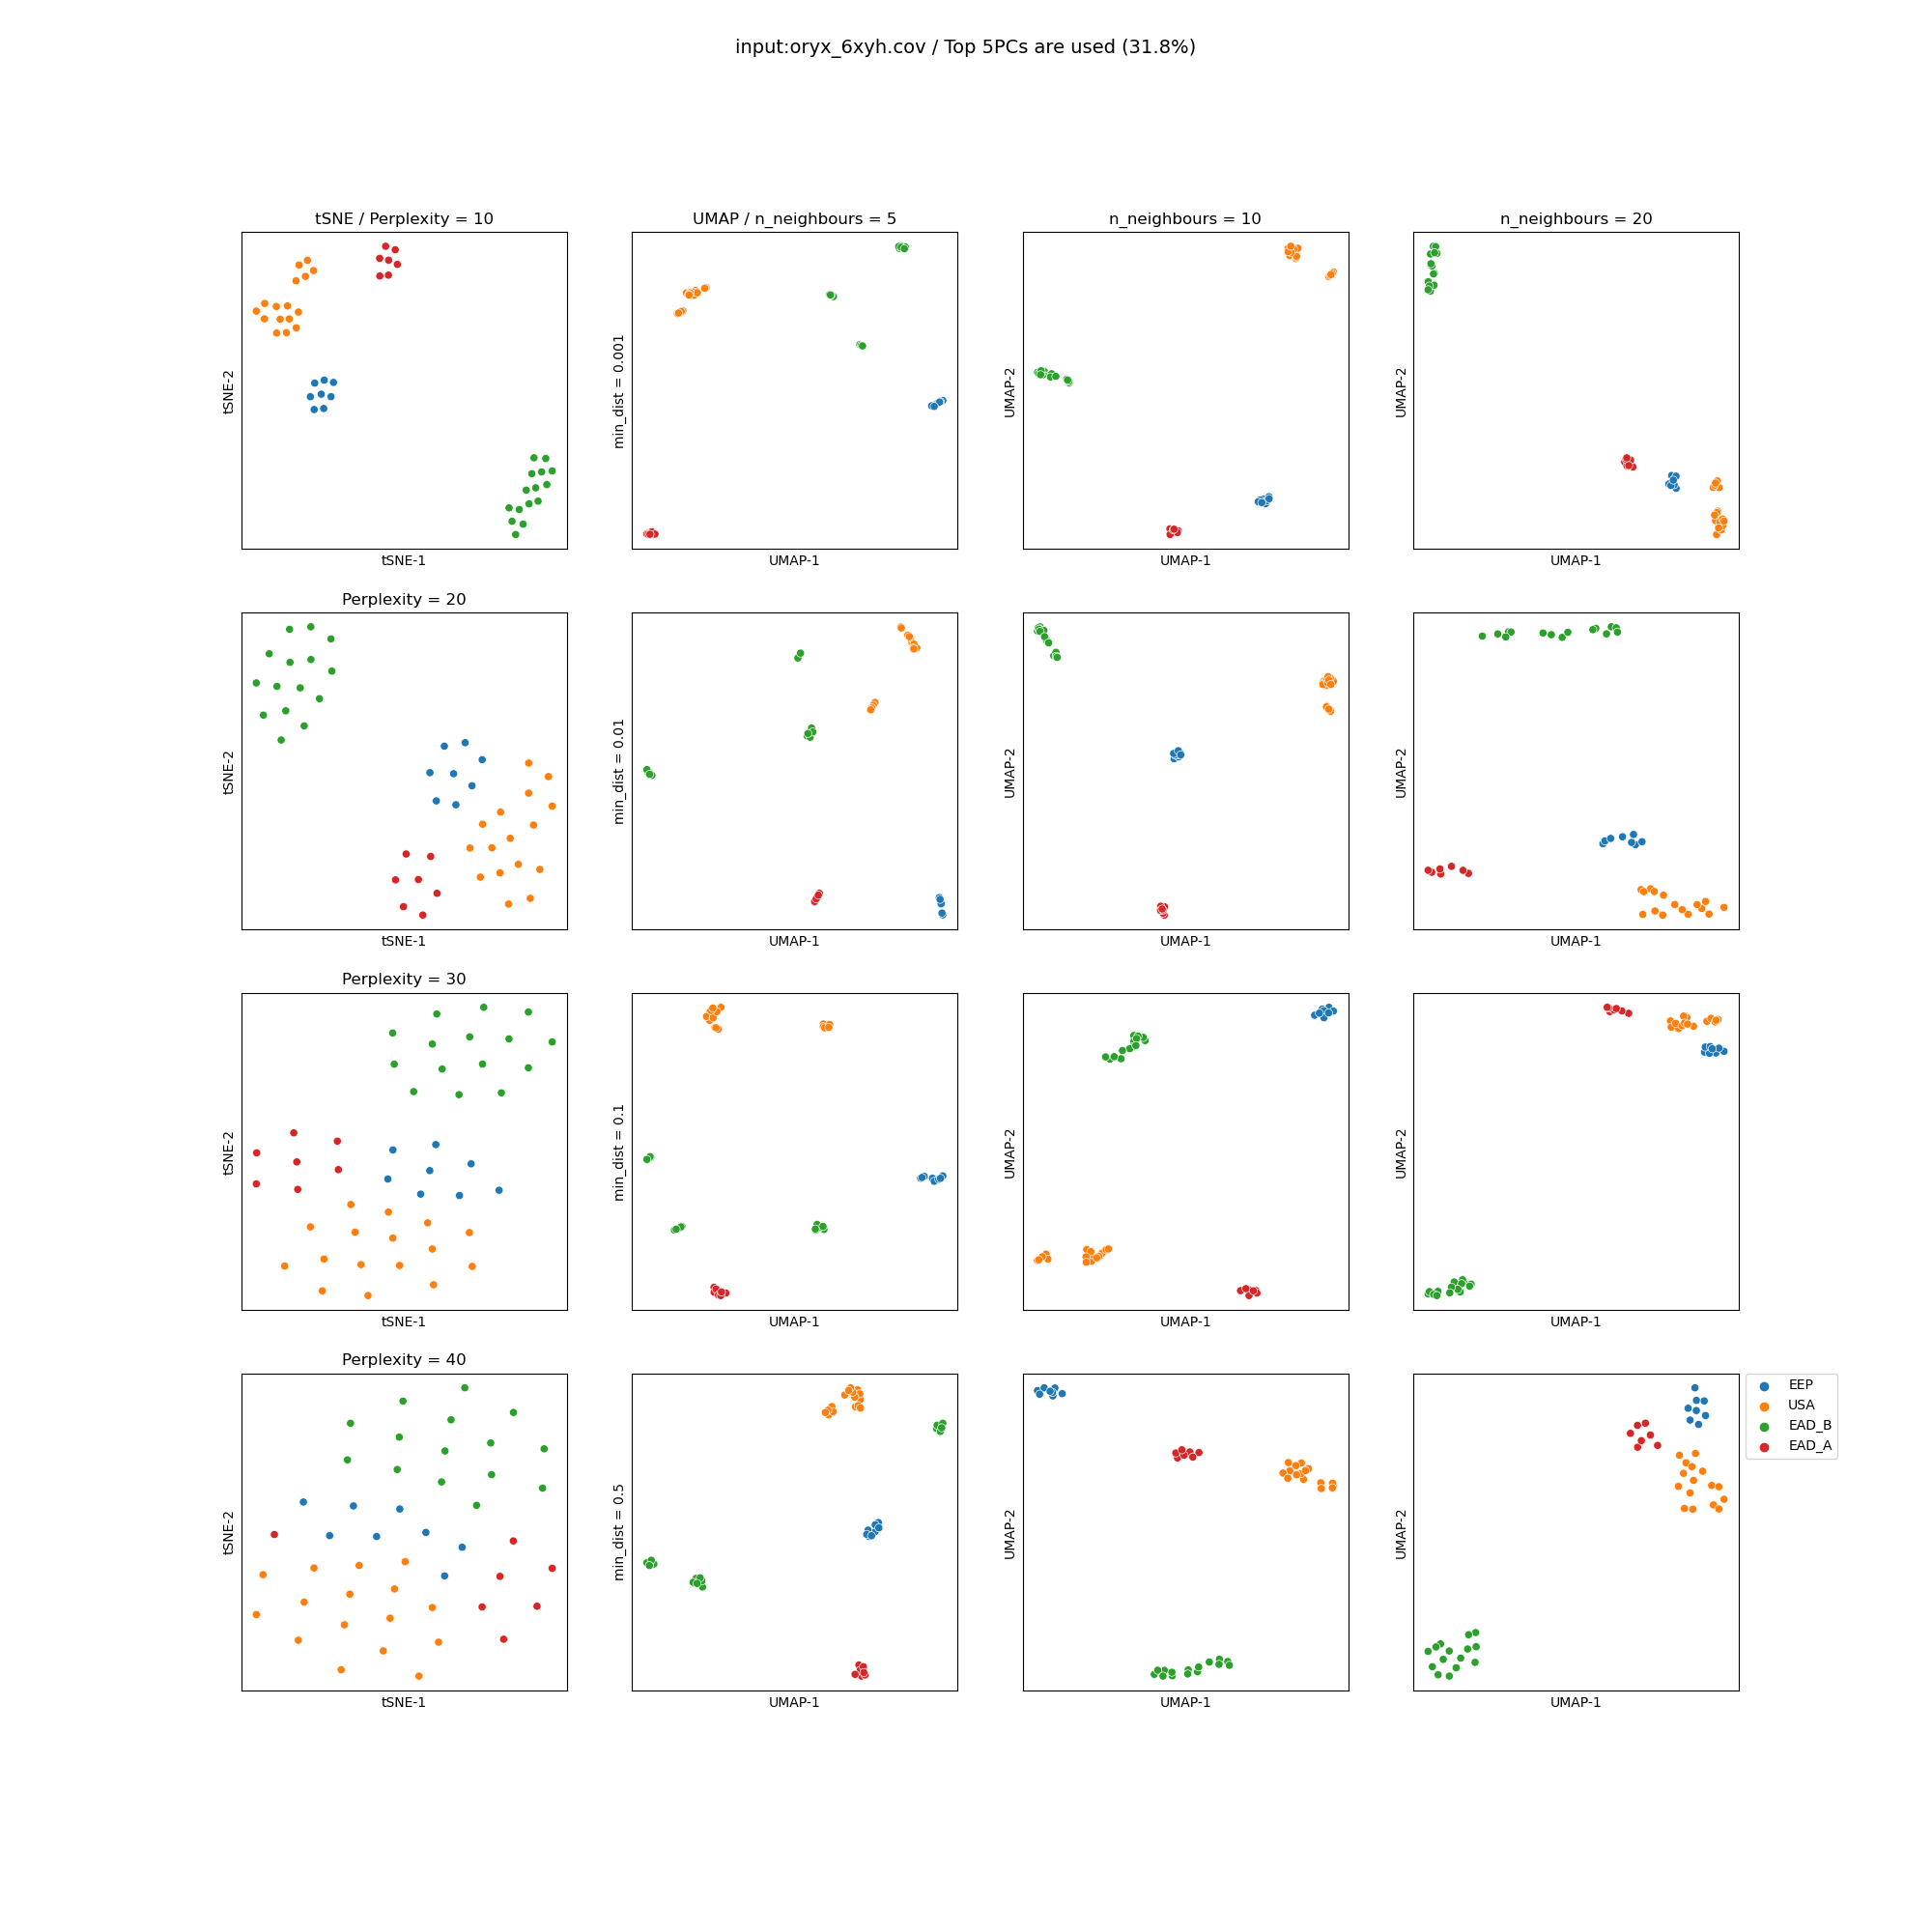 input:oryx_6xyh.cov / Top 5PCs are used (31.8%)
tSNE / Perplexity = 10
UMAP / n_neighbours = 5
n_neighbours = 10
n_neighbours = 20
tSNE-2
min_dist = 0.001
UMAP-2
UMAP-2
tSNE-1
UMAP-1
UMAP-1
UMAP-1
Perplexity = 20
tSNE-2
min_dist = 0.01
UMAP-2
UMAP-2
tSNE-1
UMAP-1
UMAP-1
UMAP-1
Perplexity = 30
tSNE-2
min_dist = 0.1
UMAP-2
UMAP-2
tSNE-1
UMAP-1
UMAP-1
UMAP-1
Perplexity = 40
tSNE-2
min_dist = 0.5
UMAP-2
UMAP-2
EEP
USA
EAD_B
EAD_A
tSNE-1
UMAP-1
UMAP-1
UMAP-1